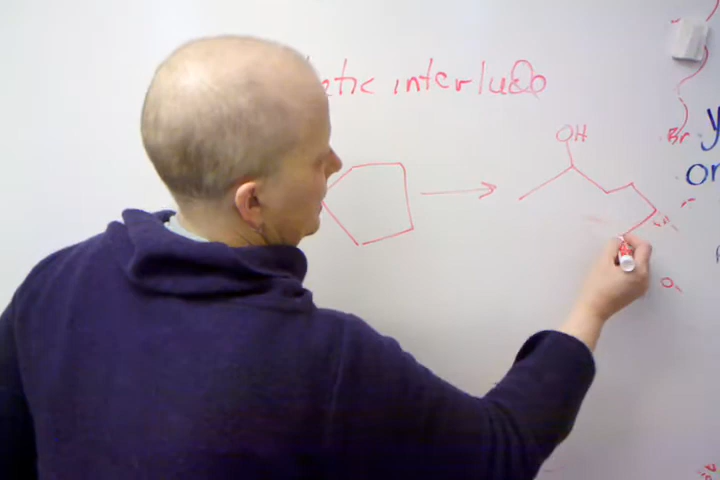 etic interlude
OH
Br
y
or
O